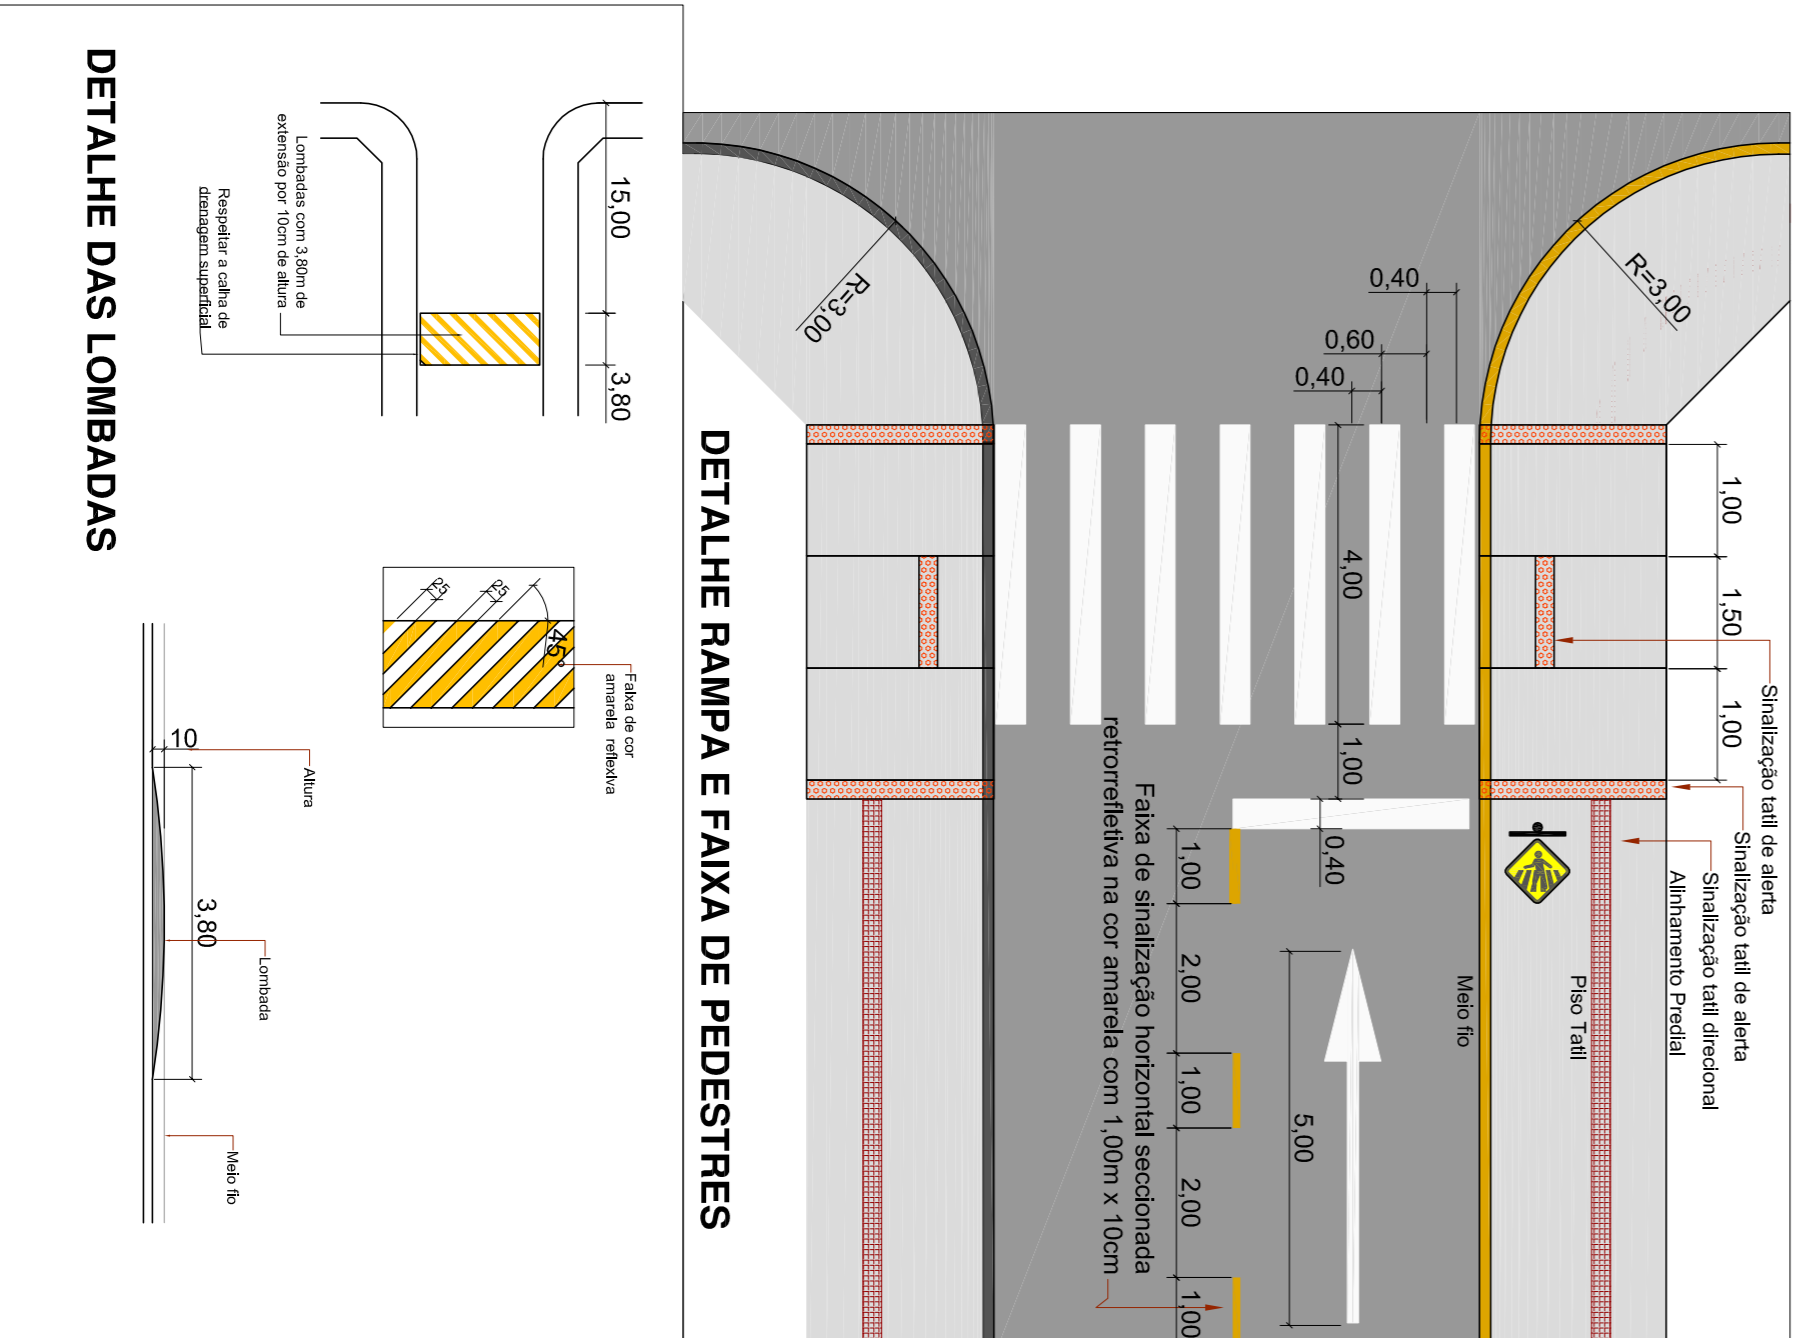 DETALHE DAS LOMBADAS
15,00
3,80
Lombadas com 3,80m de
extensão por 10cm de altura
Respeitar a calha de
drenagem superficial
25
25
45°
Faixa de cor
amarela reflexiva
10
Altura
3,80
Lombada
Meio fio
DETALHE RAMPA E FAIXA DE PEDESTRES
R=3,00
R=3,00
0,40
0,60
0,40
4,00
1,00
0,40
1,00
1,50
1,00
Sinalização tatil de alerta
Sinalização tatil de alerta
Sinalização tatil direcional
Alinhamento Predial
Piso Tatil
Meio fio
5,00
1,00
2,00
1,00
2,00
1,00
Faixa de sinalização horizontal seccionada
retrorrefletiva na cor amarela com 1,00m x 10cm